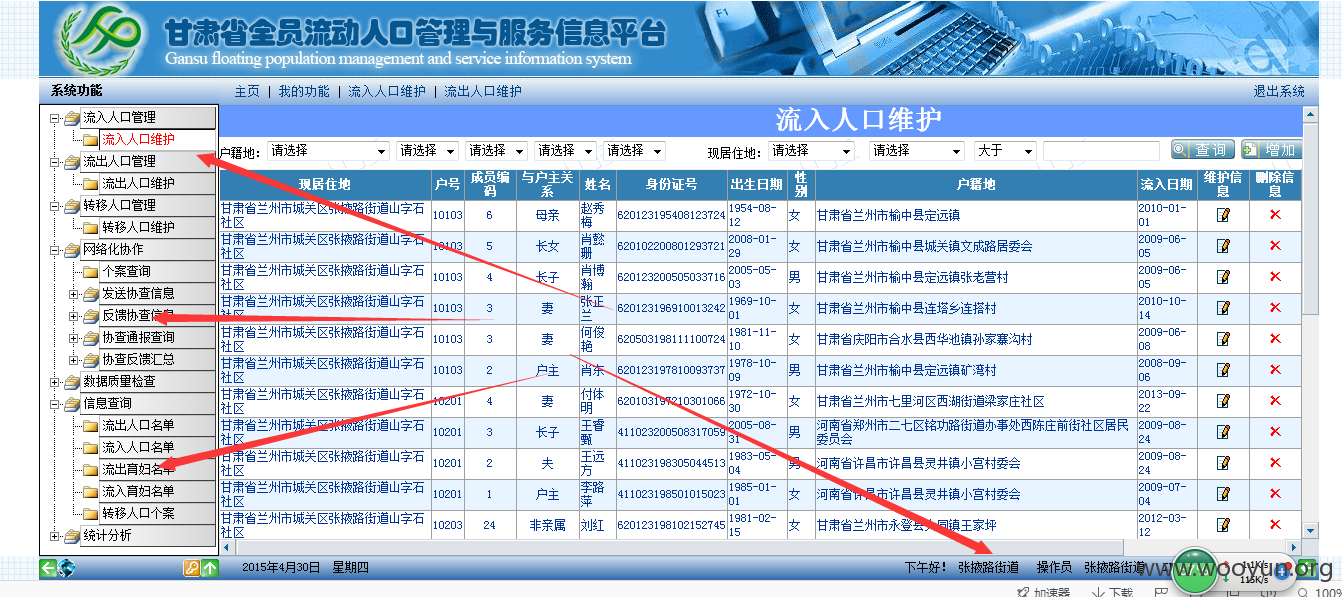 甘肃省全员流动人口管理与服务信息平台
Gansu floating population management and service information system
系统功能
主页 | 我的功能 | 流入人口维护 | 流出人口维护
退出系统
流入人口管理
流入人口维护
流出人口管理
流出人口维护
转移人口管理
转移人口维护
网络化协作
个案查询
发送协查信息
反馈协查信息
协查通报查询
协查反馈汇总
数据质量检查
信息查询
流出人口名单
流入人口名单
流出育妇名单
流入育妇名单
转移人口个案
统计分析
流入人口维护
户籍地: 请选择 请选择 请选择 请选择 请选择 现居住地: 请选择 请选择 大于 查询 增加
现居住地 户号 成员编码 与户主关系 姓名 身份证号 出生日期 性别 户籍地 流入日期 维护信息 删除信息
甘肃省兰州市城关区张掖路街道山字石社区 10103 6 母亲 赵秀梅 620123195408123724 1954-08-12 女 甘肃省兰州市榆中县定远镇 2010-01-01
甘肃省兰州市城关区张掖路街道山字石社区 10103 5 长女 肖懿珊 620102200801293721 2008-01-29 女 甘肃省兰州市榆中县城关镇文成路居委会 2009-06-05
甘肃省兰州市城关区张掖路街道山字石社区 10103 4 长子 肖博翰 620123200505033716 2005-05-03 男 甘肃省兰州市榆中县定远镇张老营村 2009-06-05
甘肃省兰州市城关区张掖路街道山字石社区 10103 3 妻 张正兰 620123196910013242 1969-10-01 女 甘肃省兰州市榆中县连搭乡连搭村 2010-10-14
甘肃省兰州市城关区张掖路街道山字石社区 10103 3 妻 何俊艳 620503198111100724 1981-11-10 女 甘肃省庆阳市合水县西华池镇孙家寨沟村 2009-06-08
甘肃省兰州市城关区张掖路街道山字石社区 10103 2 户主 肖东 620123197810093737 1978-10-09 男 甘肃省兰州市榆中县定远镇矿湾村 2008-09-06
甘肃省兰州市城关区张掖路街道山字石社区 10201 4 妻 付体明 620103197210301066 1972-10-30 女 甘肃省兰州市七里河区西湖街道梁家庄社区 2013-09-22
甘肃省兰州市城关区张掖路街道山字石社区 10201 3 长子 王睿甄 411023200508317059 2005-08-31 男 河南省郑州市二七区铭功路街道办事处西陈庄前街社区居民委员会 2009-08-24
甘肃省兰州市城关区张掖路街道山字石社区 10201 2 夫 王远方 411023198305044513 1983-05-04 男 河南省许昌市许昌县灵井镇小宫村委会 2009-08-24
甘肃省兰州市城关区张掖路街道山字石社区 10201 1 户主 李路萍 411023198501015023 1985-01-01 女 河南省许昌市许昌县灵井镇小宫村委会 2009-07-04
甘肃省兰州市城关区张掖路街道山字石社区 10203 24 非亲属 刘红 620123198102152745 1981-02-15 女 甘肃省兰州市永登县大同镇王家坪 2012-03-12
2015年4月30日 星期四
下午好! 张掖路街道 操作员 张掖路街道
www.wooyun.org
115K/s
加速器 下载